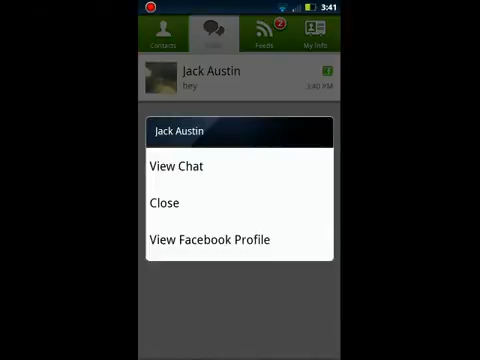 3:41
2
Contacts
Feeds
My Info
Jack Austin
hey
3:40 PM
Jack Austin
View Chat
Close
View Facebook Profile